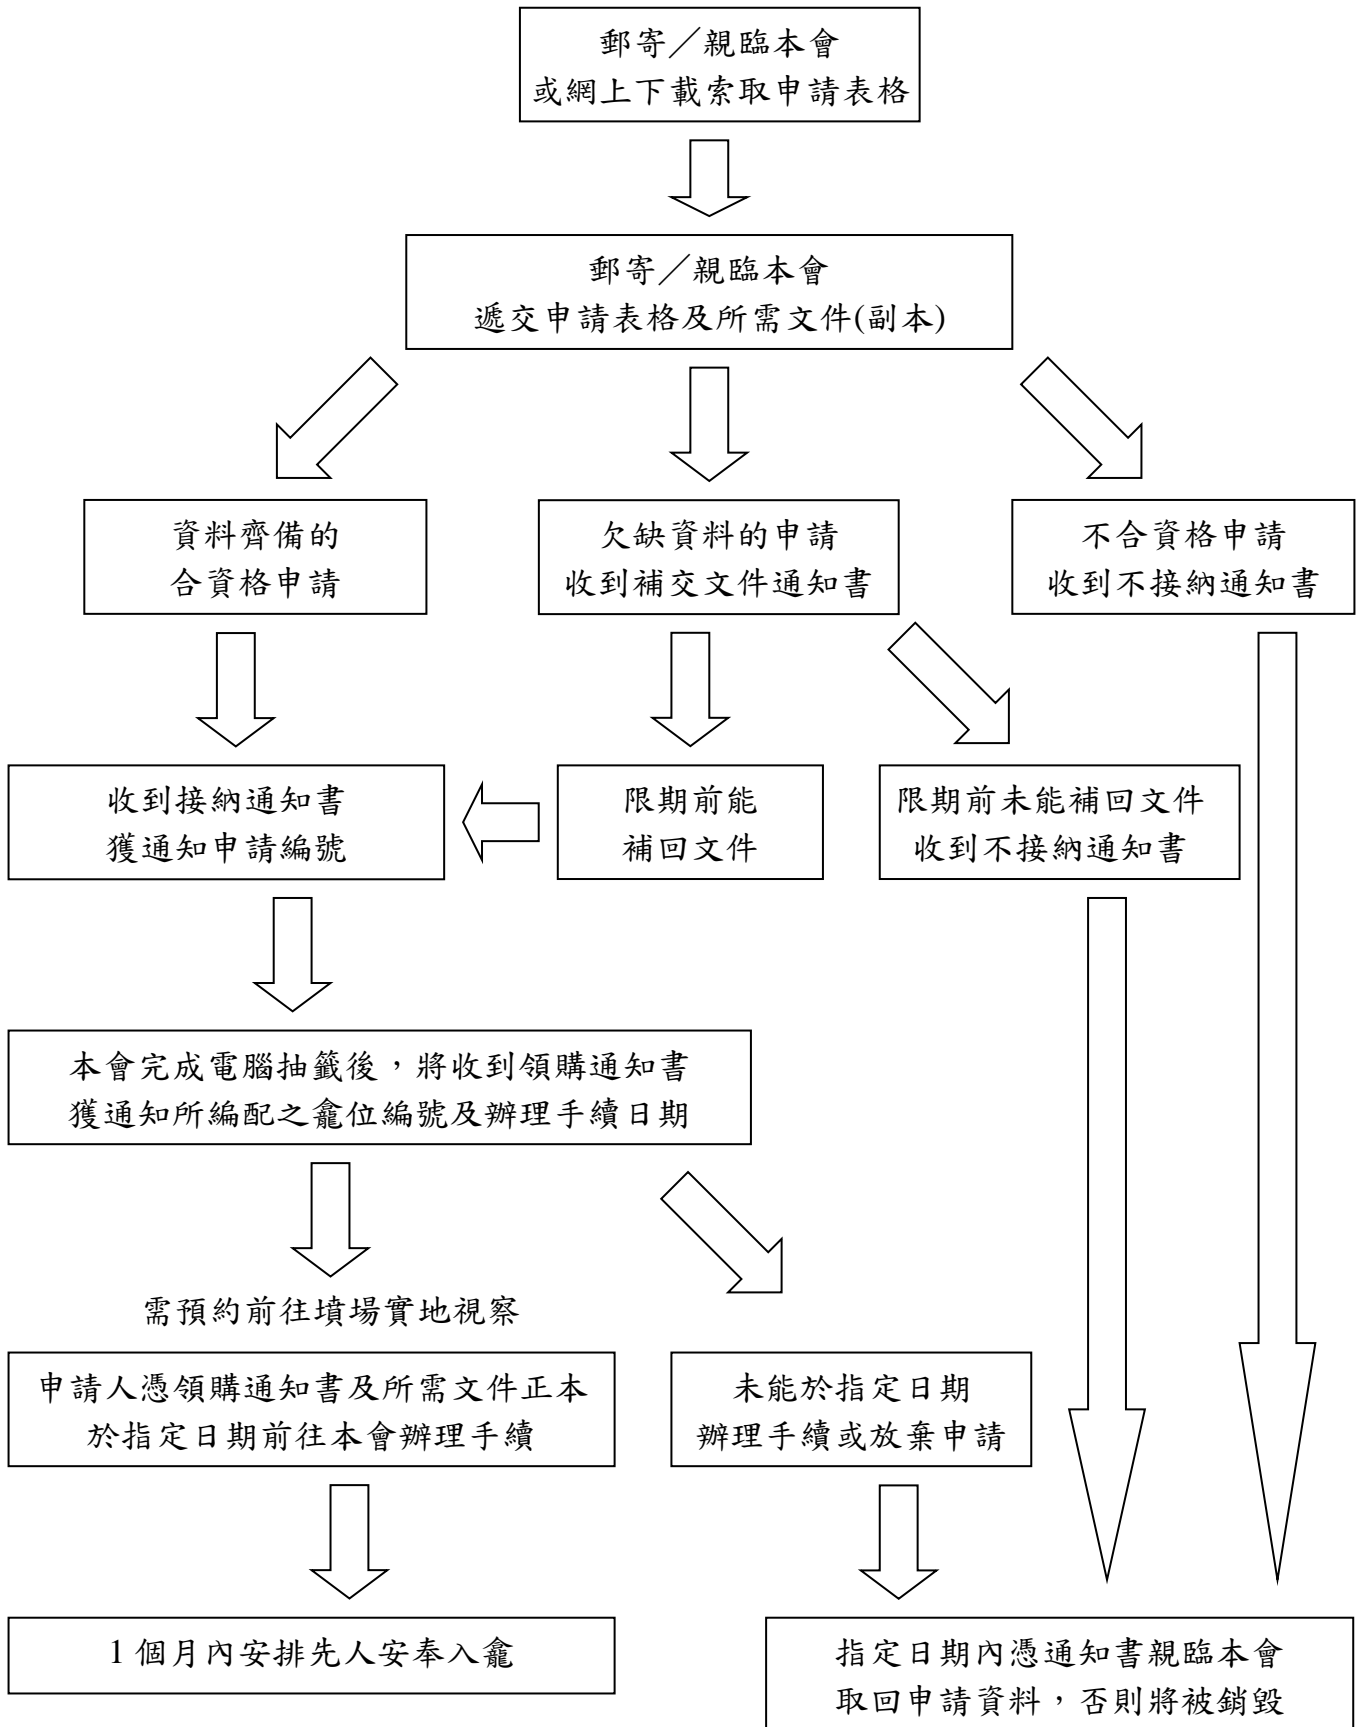 郵寄／親臨本會
或網上下載索取申請表格
郵寄／親臨本會
遞交申請表格及所需文件(副本)
資料齊備的
合資格申請
欠缺資料的申請
收到補交文件通知書
不合資格申請
收到不接納通知書
收到接納通知書
獲通知申請編號
限期前能
補回文件
限期前未能補回文件
收到不接納通知書
本會完成電腦抽籤後，將收到領購通知書
獲通知所編配之龕位編號及辦理手續日期
需預約前往墳場實地視察
申請人憑領購通知書及所需文件正本
於指定日期前往本會辦理手續
未能於指定日期
辦理手續或放棄申請
1 個月內安排先人安奉入龕
指定日期內憑通知書親臨本會
取回申請資料，否則將被銷毀